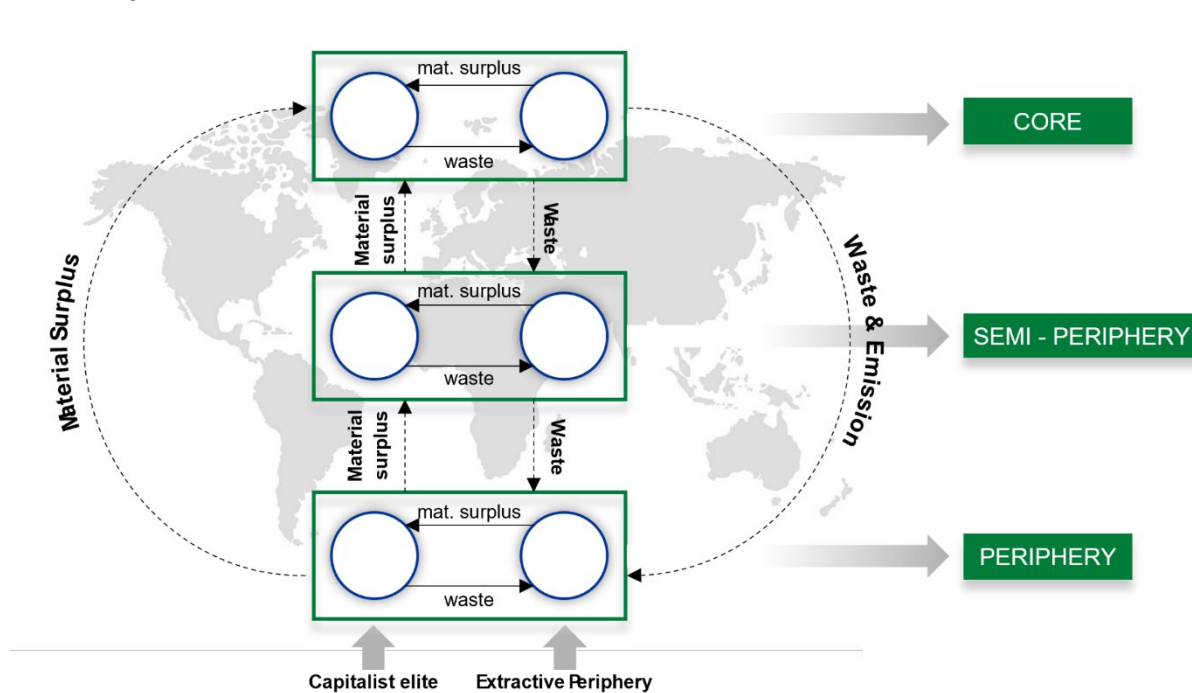 mat. surplus
waste
CORE
Material
surplus
Waste
Material Surplus
Waste & Emission
mat. surplus
waste
SEMI - PERIPHERY
Material
surplus
Waste
mat. surplus
waste
PERIPHERY
Capitalist elite
Extractive Periphery